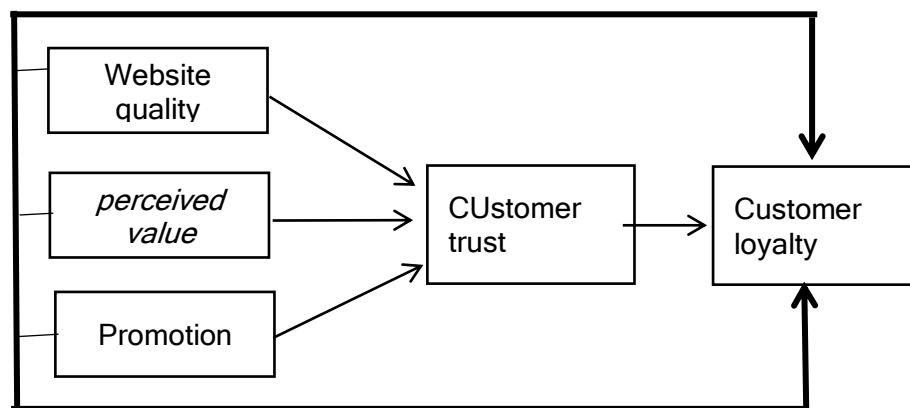 Website
quality
perceived
value
CUstomer
trust
Customer
loyalty
Promotion